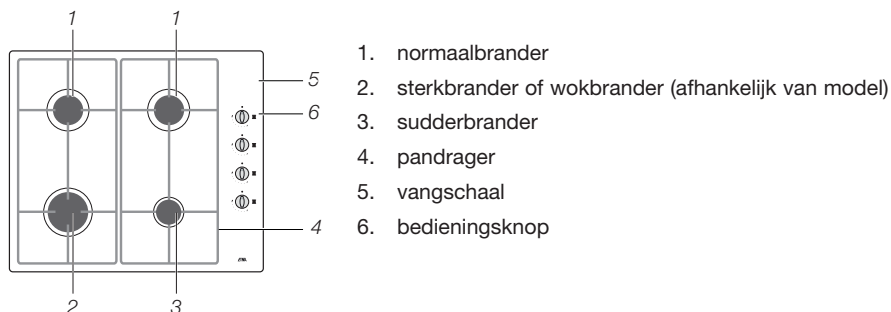 1 1
1. normaalbrander
5
2. sterkbrander of wokbrander (afhankelijk van model)
6
3. sudderbrander
4. pandrager
5. vangschaal
4
6. bedieningsknop
2 3